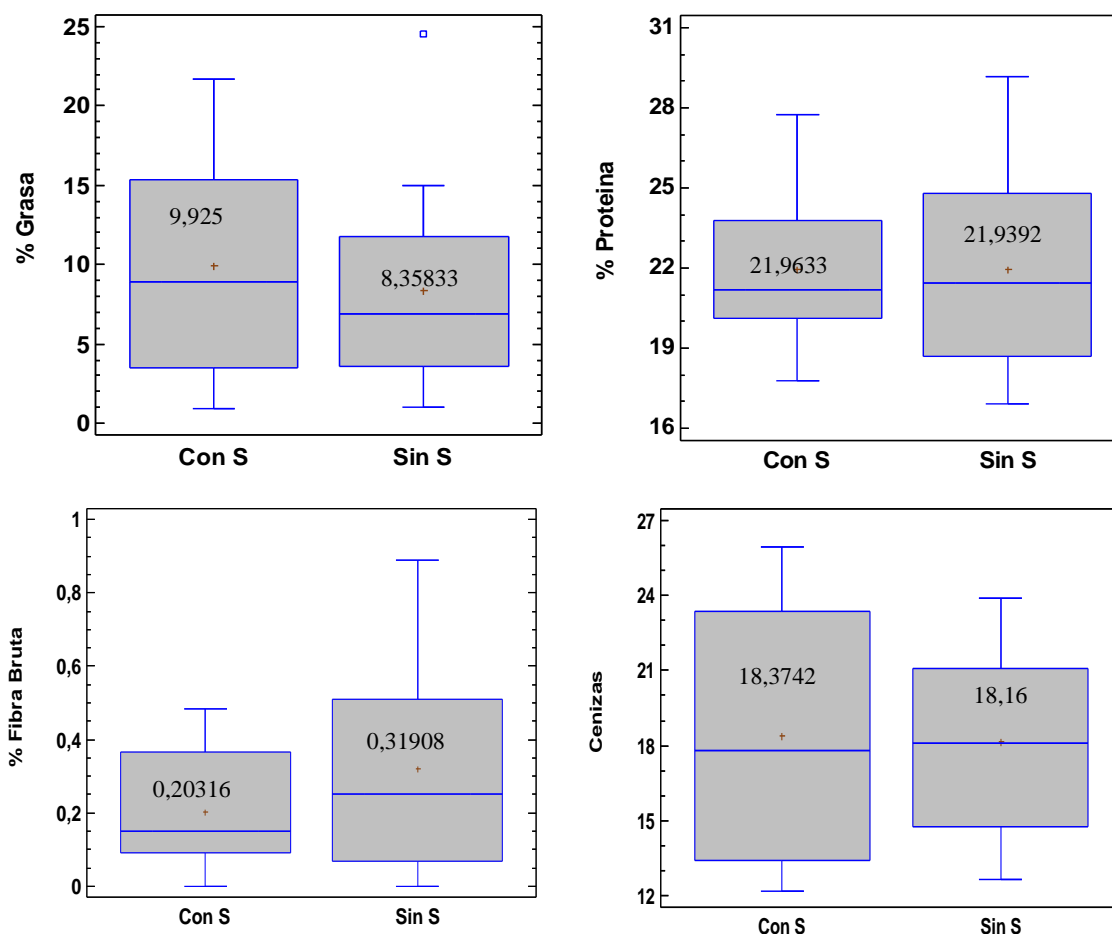 % Grasa
25
20
15
10
5
0
9,925
8,35833
Con S
Sin S
% Proteina
31
28
25
22
19
16
21,9633
21,9392
Con S
Sin S
% Fibra Bruta
1
0,8
0,6
0,4
0,2
0
0,20316
0,31908
Con S
Sin S
Cenizas
27
24
21
18
15
12
18,3742
18,16
Con S
Sin S